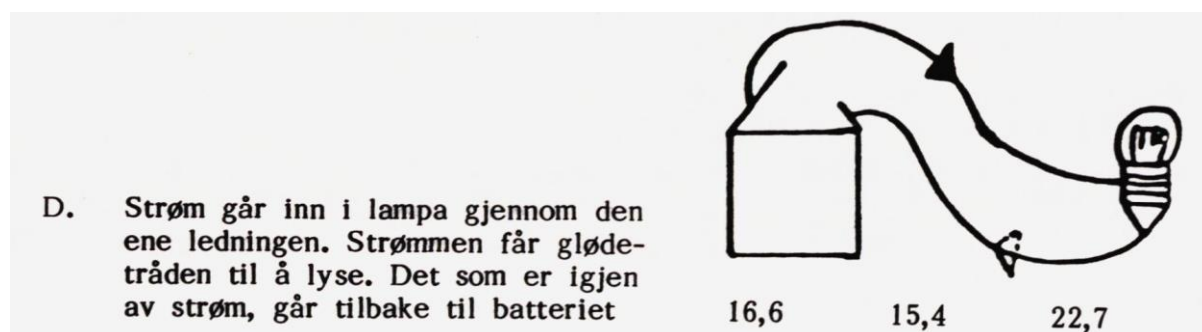 D. Strøm går inn i lampa gjennom den
ene ledningen. Strømmen får gløde-
tråden til å lyse. Det som er igjen
av strøm, går tilbake til batteriet
16,6 15,4 22,7